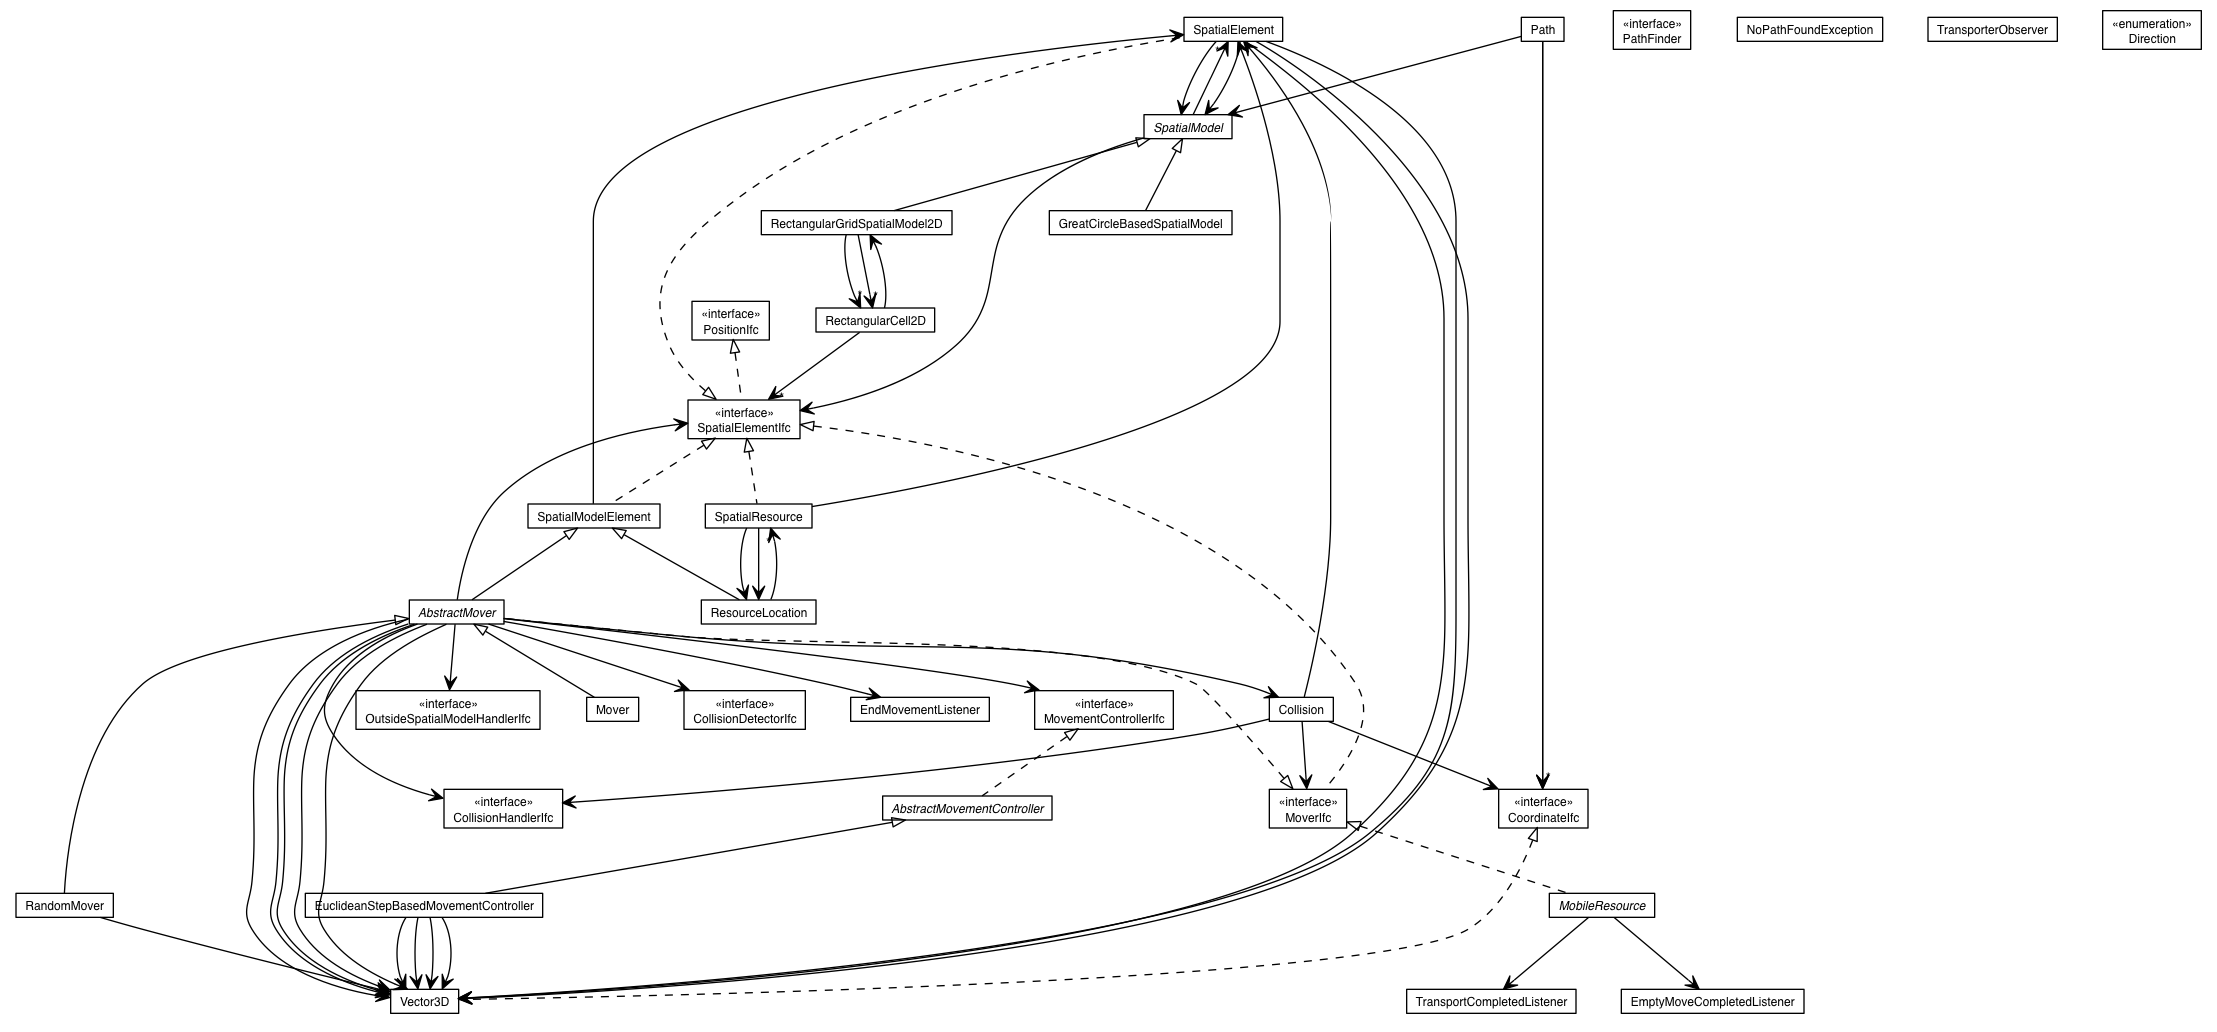 SpatialElement
Path
«interface»
PathFinder
NoPathFoundException
TransporterObserver
«enumeration»
Direction
SpatialModel
RectangularGridSpatialModel2D
GreatCircleBasedSpatialModel
«interface»
PositionIfc
RectangularCell2D
«interface»
SpatialElementIfc
SpatialModelElement
SpatialResource
AbstractMover
ResourceLocation
«interface»
OutsideSpatialModelHandlerIfc
Mover
«interface»
CollisionDetectorIfc
EndMovementListener
«interface»
MovementControllerIfc
Collision
«interface»
CollisionHandlerIfc
AbstractMovementController
«interface»
MoverIfc
«interface»
CoordinateIfc
RandomMover
EuclideanStepBasedMovementController
MobileResource
Vector3D
TransportCompletedListener
EmptyMoveCompletedListener